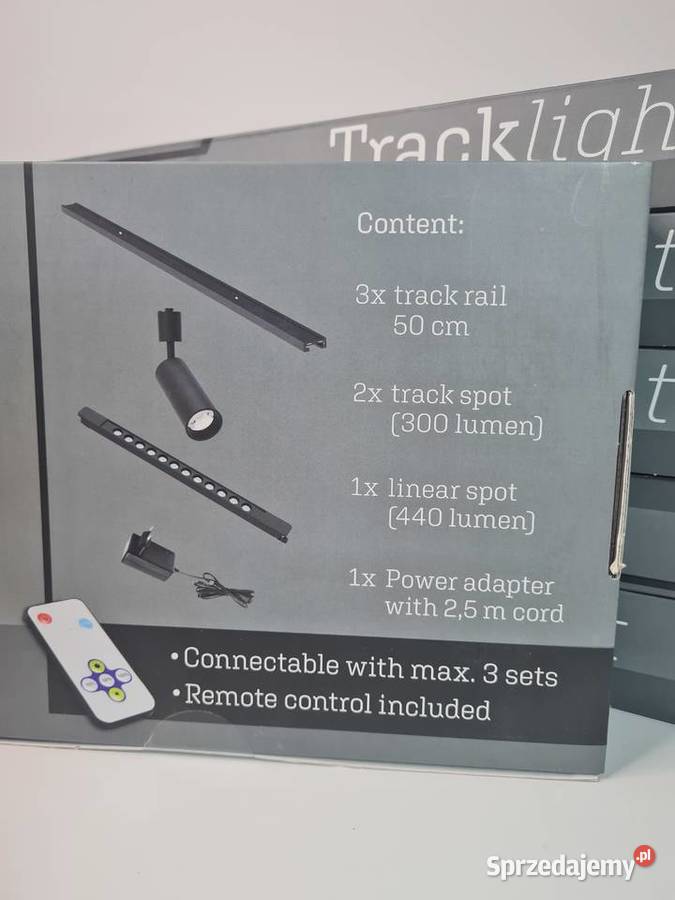 Track
Content:
3x track rail
50 cm
2x track spot
(300 lumen)
1x linear spot
(440 lumen)
1x Power adapter
with 2,5 m cord
•Connectable with max. 3 sets
•Remote control included
Sprzedajemy.pl